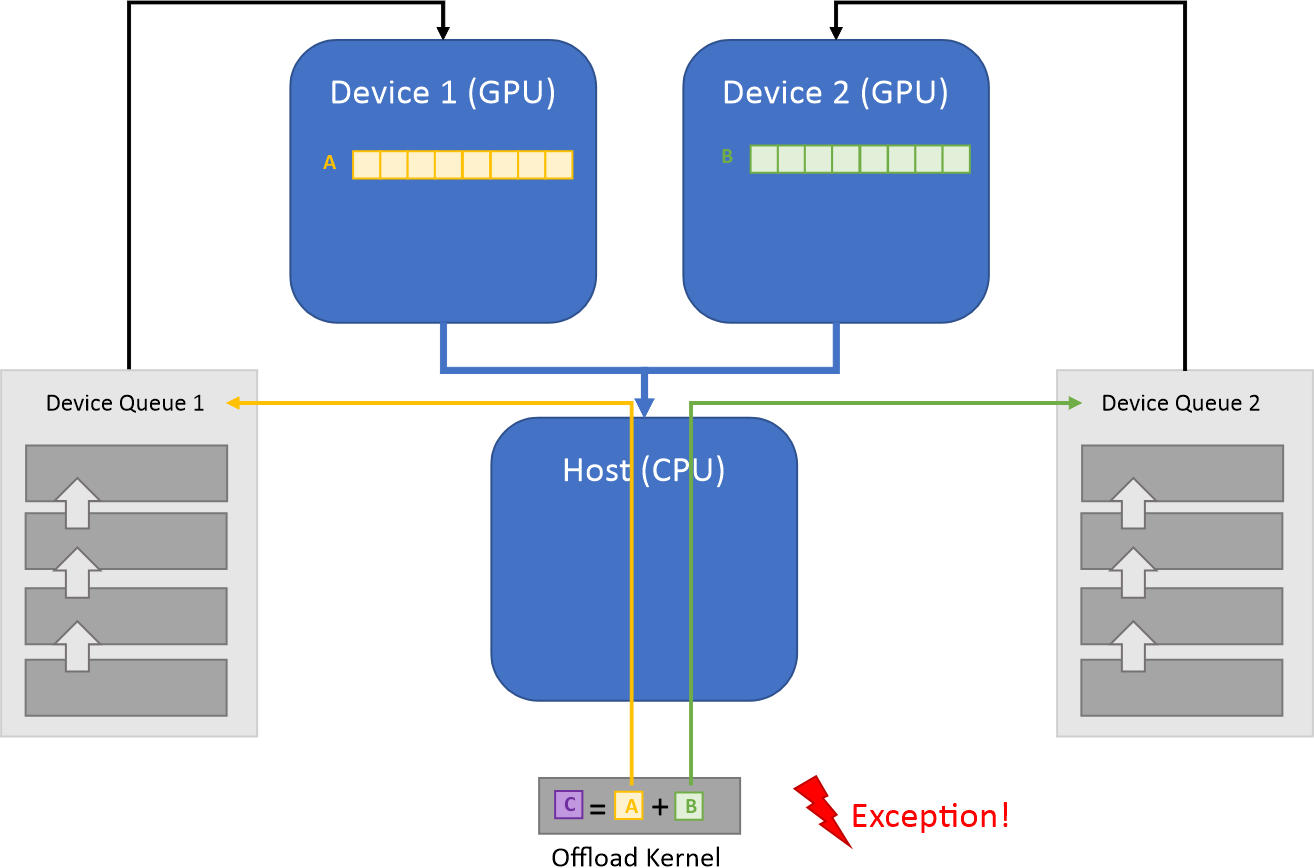 Device 1 (GPU)
Device 2 (GPU)
A
B
Device Queue 1
Device Queue 2
Host (CPU)
C = A + B
Exception!
Offload Kernel